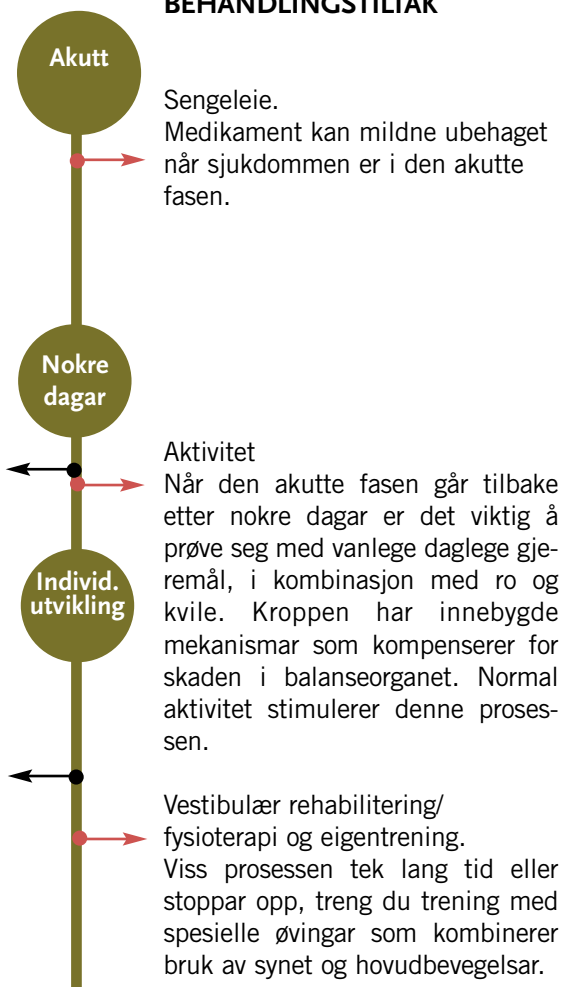 BEHANDLINGSTILTAK
Akutt
Sengeleie.
Medikament kan mildne ubehaget
når sjukdommen er i den akutte
fasen.
Nokre
dagar
Aktivitet
Når den akutte fasen går tilbake
etter nokre dagar er det viktig å
prøve seg med vanlege daglege gje-
remål, i kombinasjon med ro og
kvile. Kroppen har innebygde
mekanismar som kompenserer for
skaden i balanseorganet. Normal
aktivitet stimulerer denne proses-
sen.
Individ.
utvikling
Vestibulær rehabilitering/
fysioterapi og eigentrening.
Viss prosessen tek lang tid eller
stoppar opp, treng du trening med
spesielle øvingar som kombinerer
bruk av synet og hovudbevegelsar.